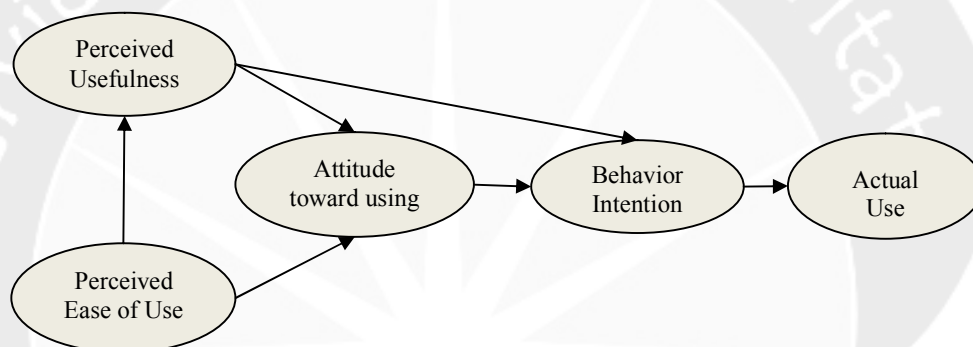 Perceived
Usefulness
Attitude
toward using
Behavior
Intention
Actual
Use
Perceived
Ease of Use